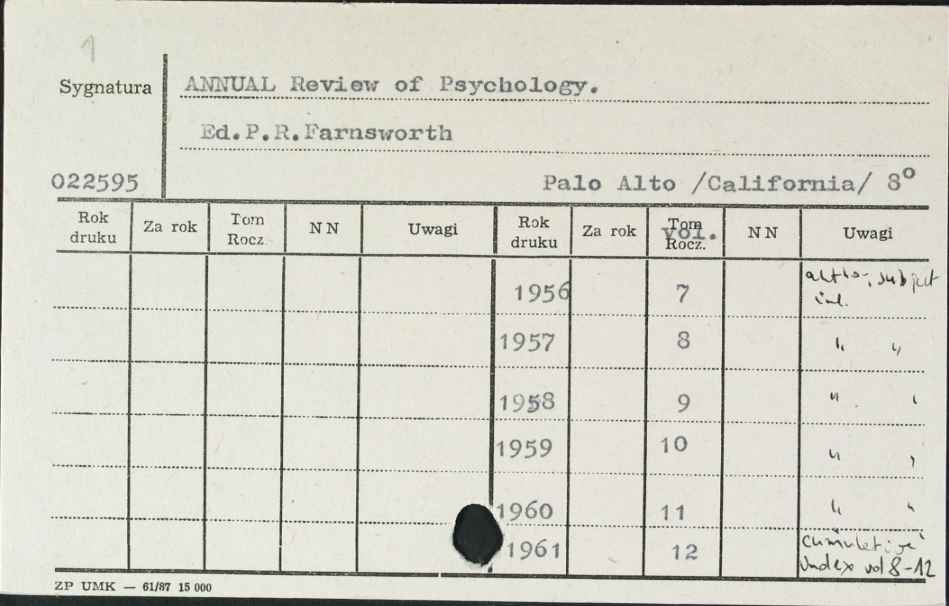 1
Sygnatura ANNUAL Review of Psychology.
Ed.P.R.Farnsworth
022595 Palo Alto /California/ 8°
Rok druku Za rok Tom Rocz. NN Uwagi Rok druku Za rok Tom Rocz. vol. NN Uwagi
1956 7 subject
ind.
1957 8 " "
1958 9 " "
1959 10 " "
1960 11 " "
1961 12 cumulative
index vol 8-12
ZP UMK — 61/87 15 000